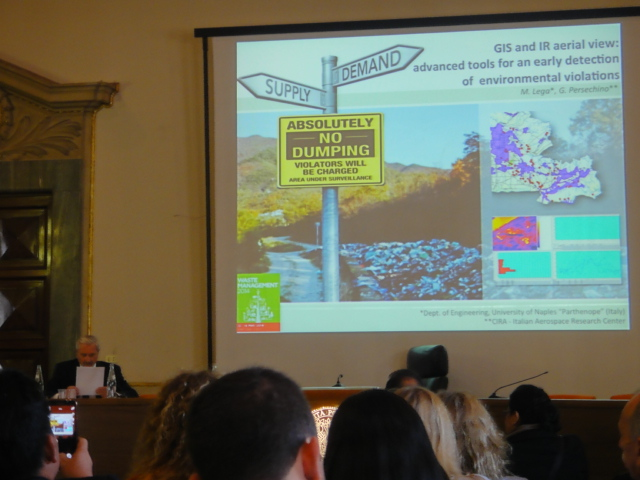 GIS and IR aerial view:
advanced tools for an early detection
of environmental violations
M. Lega*, G. Persechino**
SUPPLY
DEMAND
ABSOLUTELY
NO
DUMPING
VIOLATORS WILL
BE CHARGED
AREA UNDER SURVEILLANCE
WASTE
MANAGEMENT
*Dept. of Engineering, University of Naples "Parthenope" (Italy)
**CIRA - Italian Aerospace Research Center